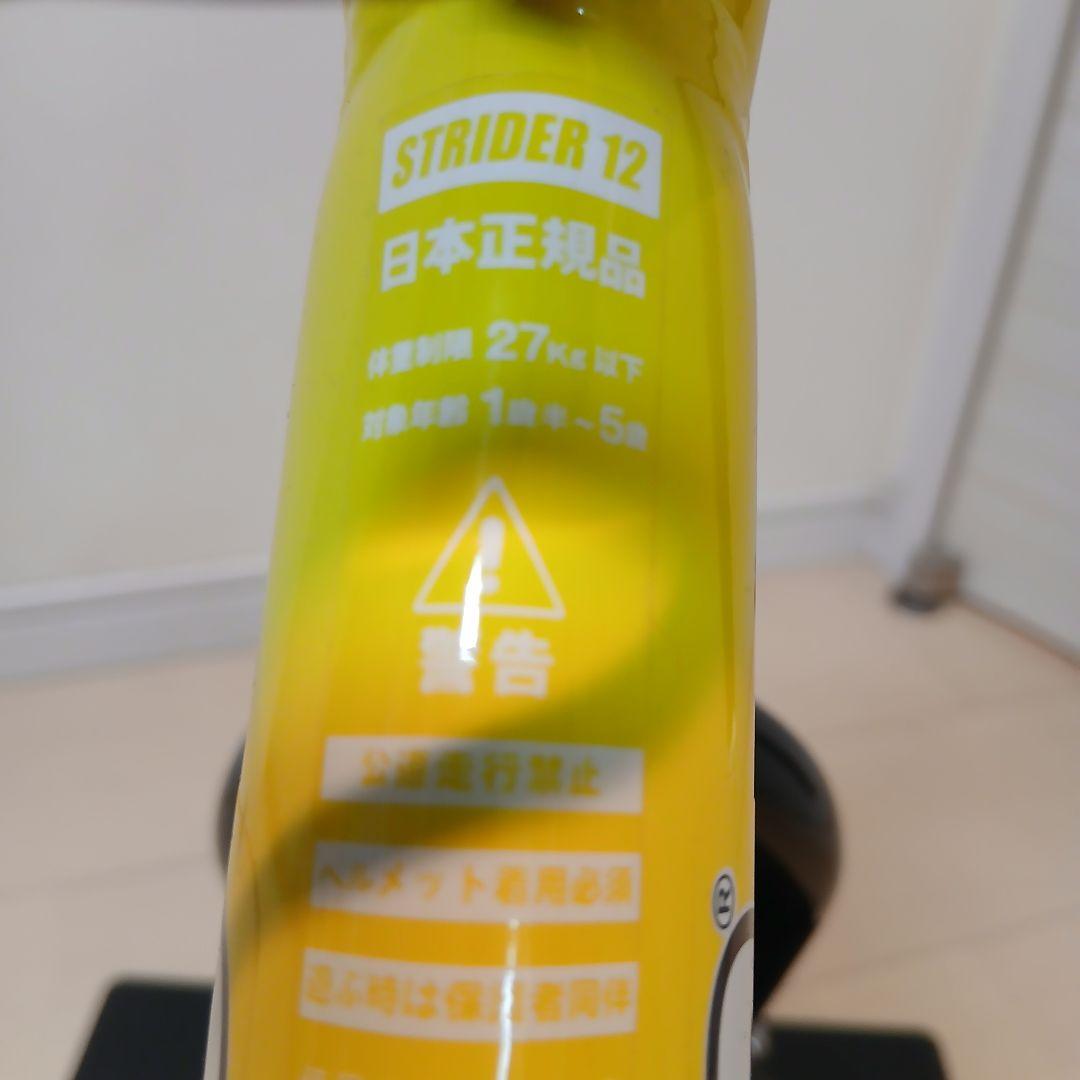 STRIDER 12
日本正規品
体重制限 27Kg 以下
対象年齢 1歳半~5歳
警告
公道走行禁止
ヘルメット着用必須
遊ぶ時は保護者同伴
®